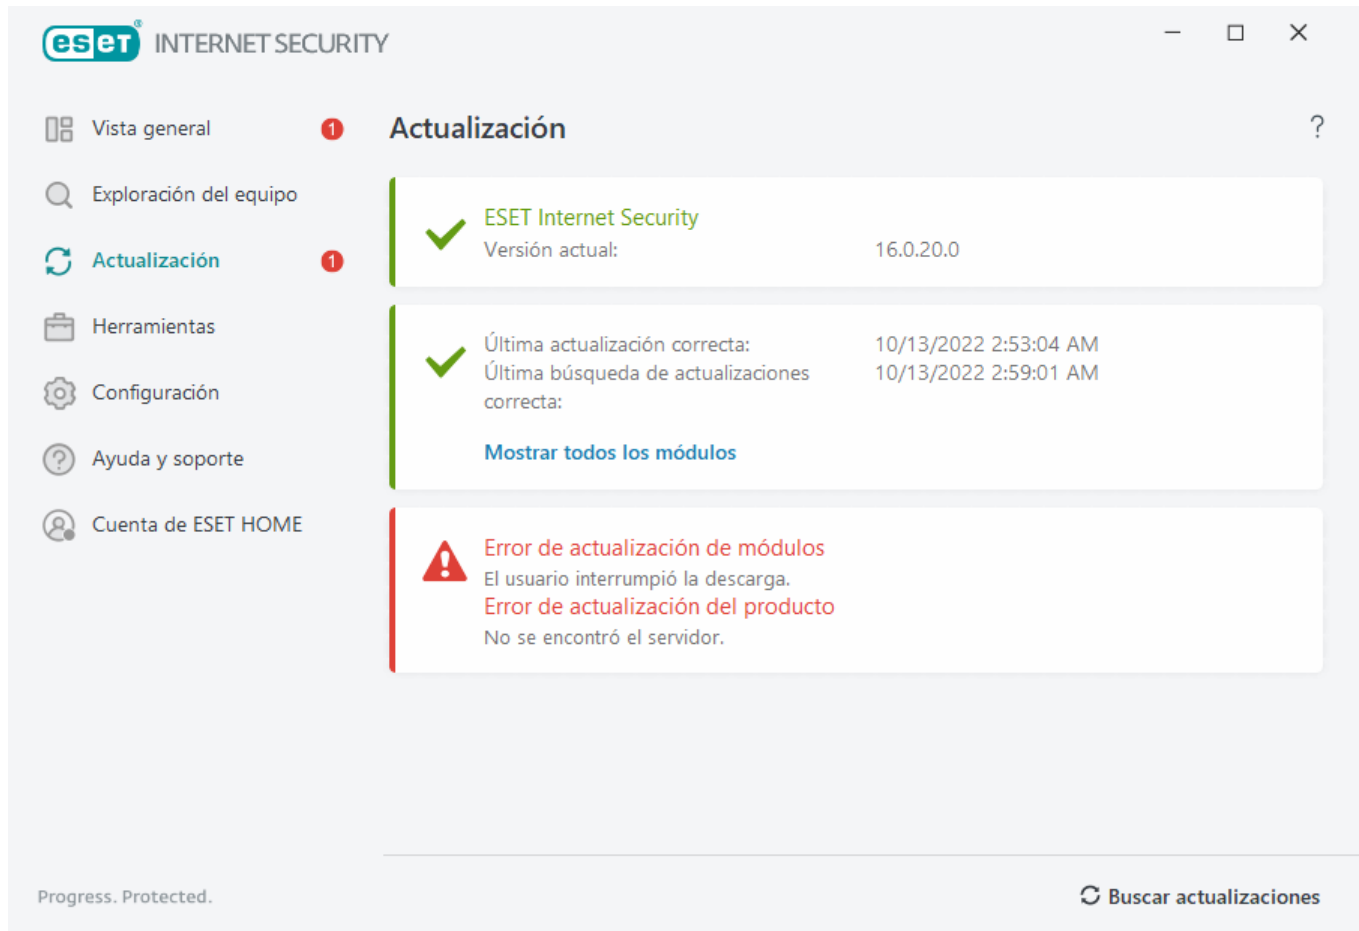 eseT® INTERNET SECURITY
Vista general 1
Exploración del equipo
Actualización 1
Herramientas
Configuración
Ayuda y soporte
Cuenta de ESET HOME
Actualización ?
ESET Internet Security
Versión actual: 16.0.20.0
Última actualización correcta: 10/13/2022 2:53:04 AM
Última búsqueda de actualizaciones 10/13/2022 2:59:01 AM
correcta:
Mostrar todos los módulos
Error de actualización de módulos
El usuario interrumpió la descarga.
Error de actualización del producto
No se encontró el servidor.
Progress. Protected.
Buscar actualizaciones